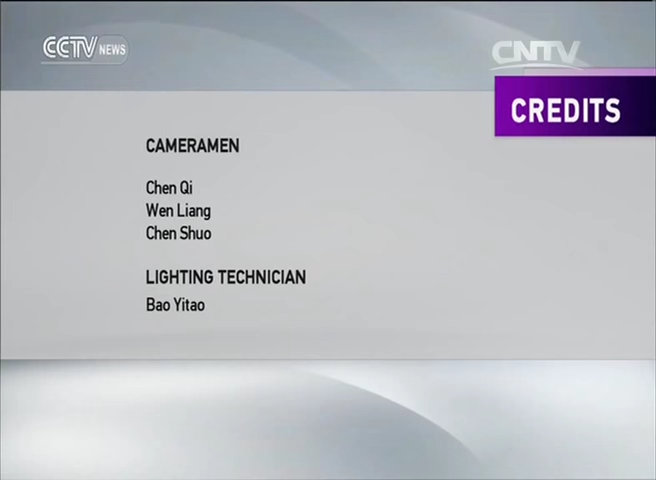 CCTV NEWS
CNTV
CREDITS
CAMERAMEN
Chen Qi
Wen Liang
Chen Shuo
LIGHTING TECHNICIAN
Bao Yitao